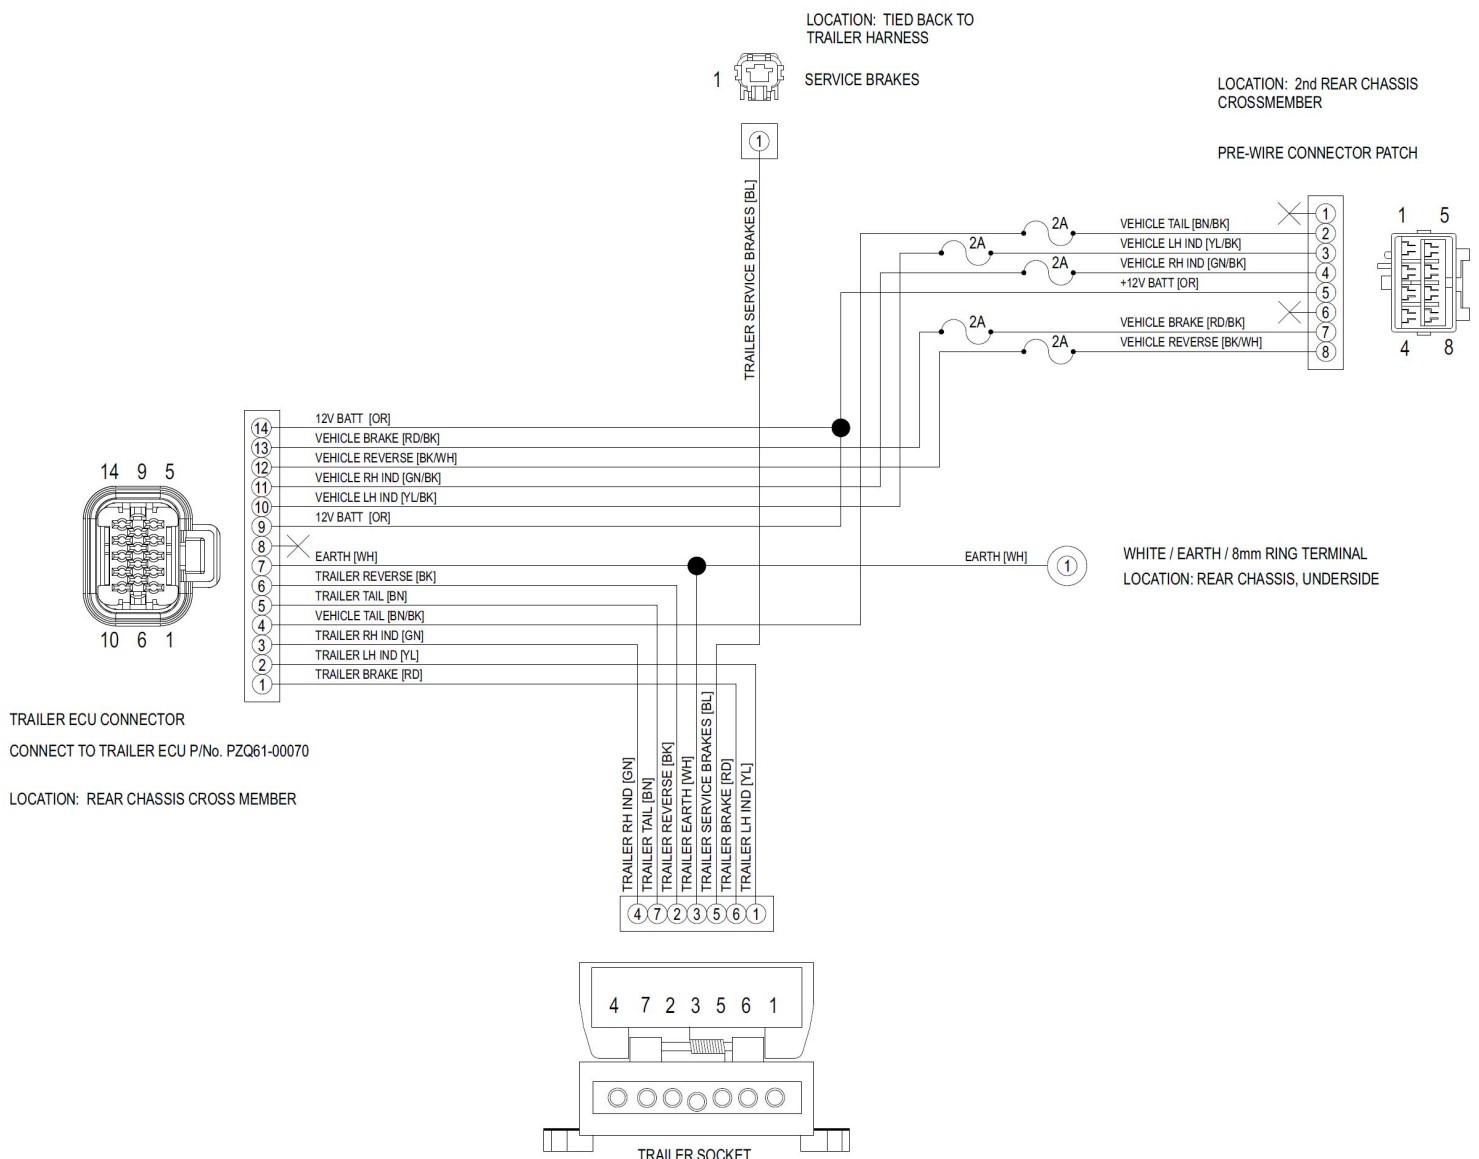 LOCATION: TIED BACK TO
TRAILER HARNESS
1
SERVICE BRAKES
1
TRAILER SERVICE BRAKES [BL]
LOCATION: 2nd REAR CHASSIS
CROSSMEMBER
PRE-WIRE CONNECTOR PATCH
1
2A VEHICLE TAIL [BN/BK] 2
2A VEHICLE LH IND [YL/BK] 3
2A VEHICLE RH IND [GN/BK] 4
+12V BATT [OR] 5
6
2A VEHICLE BRAKE [RD/BK] 7
2A VEHICLE REVERSE [BK/WH] 8
1 5
4 8
14 12V BATT [OR]
13 VEHICLE BRAKE [RD/BK]
12 VEHICLE REVERSE [BK/WH]
11 VEHICLE RH IND [GN/BK]
10 VEHICLE LH IND [YL/BK]
9 12V BATT [OR]
8
7 EARTH [WH]
6 TRAILER REVERSE [BK]
5 TRAILER TAIL [BN]
4 VEHICLE TAIL [BN/BK]
3 TRAILER RH IND [GN]
2 TRAILER LH IND [YL]
1 TRAILER BRAKE [RD]
14 9 5
10 6 1
EARTH [WH] 1
WHITE / EARTH / 8mm RING TERMINAL
LOCATION: REAR CHASSIS, UNDERSIDE
TRAILER ECU CONNECTOR
CONNECT TO TRAILER ECU P/No. PZQ61-00070
LOCATION: REAR CHASSIS CROSS MEMBER
TRAILER RH IND [GN]
TRAILER TAIL [BN]
TRAILER REVERSE [BK]
TRAILER EARTH [WH]
TRAILER SERVICE BRAKES [BL]
TRAILER BRAKE [RD]
TRAILER LH IND [YL]
4 7 2 3 5 6 1
4 7 2 3 5 6 1
TRAILER SOCKET